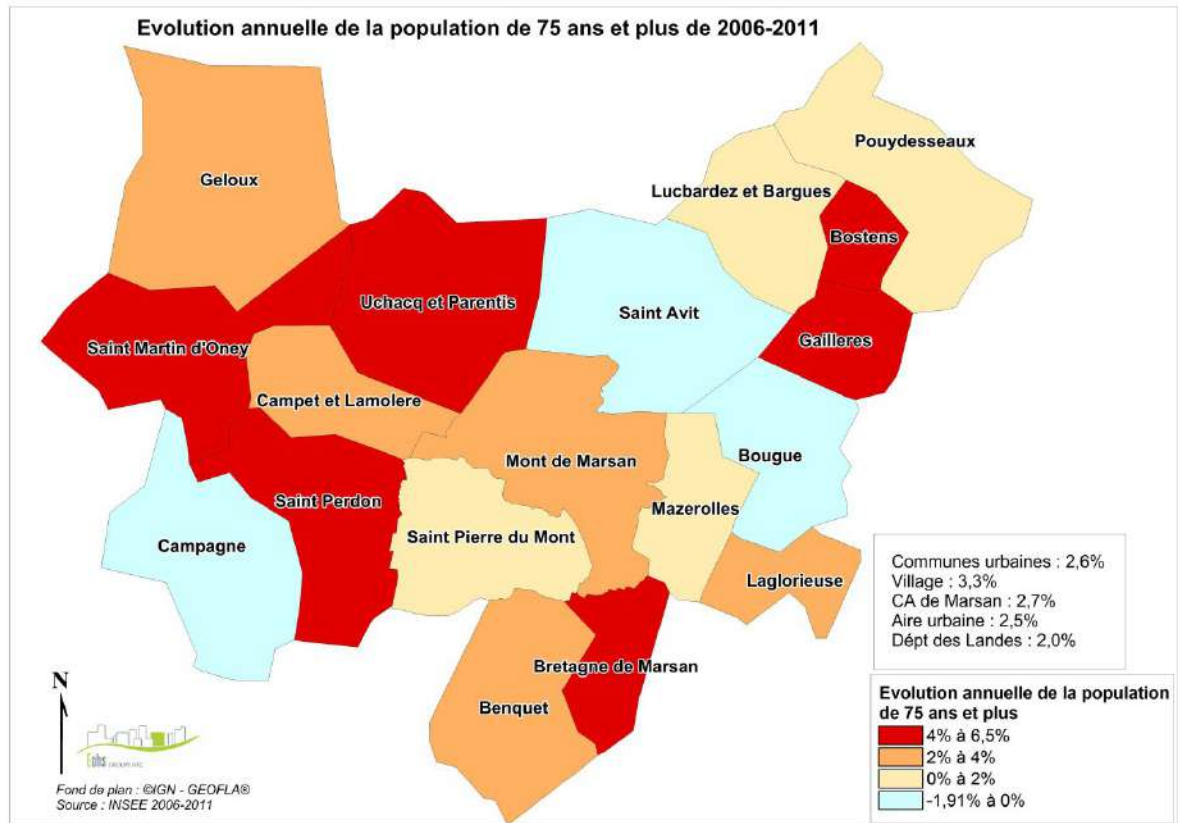 Evolution annuelle de la population de 75 ans et plus de 2006-2011
Pouydesseaux
Geloux
Lucbardez et Bargues
Bostens
Uchacq et Parentis
Saint Avit
Gailleres
Saint Martin d'Oney
Campet et Lamolere
Bougue
Mont de Marsan
Saint Perdon
Mazerolles
Saint Pierre du Mont
Campagne
Laglorieuse
Bretagne de Marsan
Benquet
Communes urbaines : 2,6%
Village : 3,3%
CA de Marsan : 2,7%
Aire urbaine : 2,5%
Dépt des Landes : 2,0%
Evolution annuelle de la population
de 75 ans et plus
4% à 6,5%
2% à 4%
0% à 2%
-1,91% à 0%
N
Fond de plan : ©IGN - GEOFLA®
Source : INSEE 2006-2011